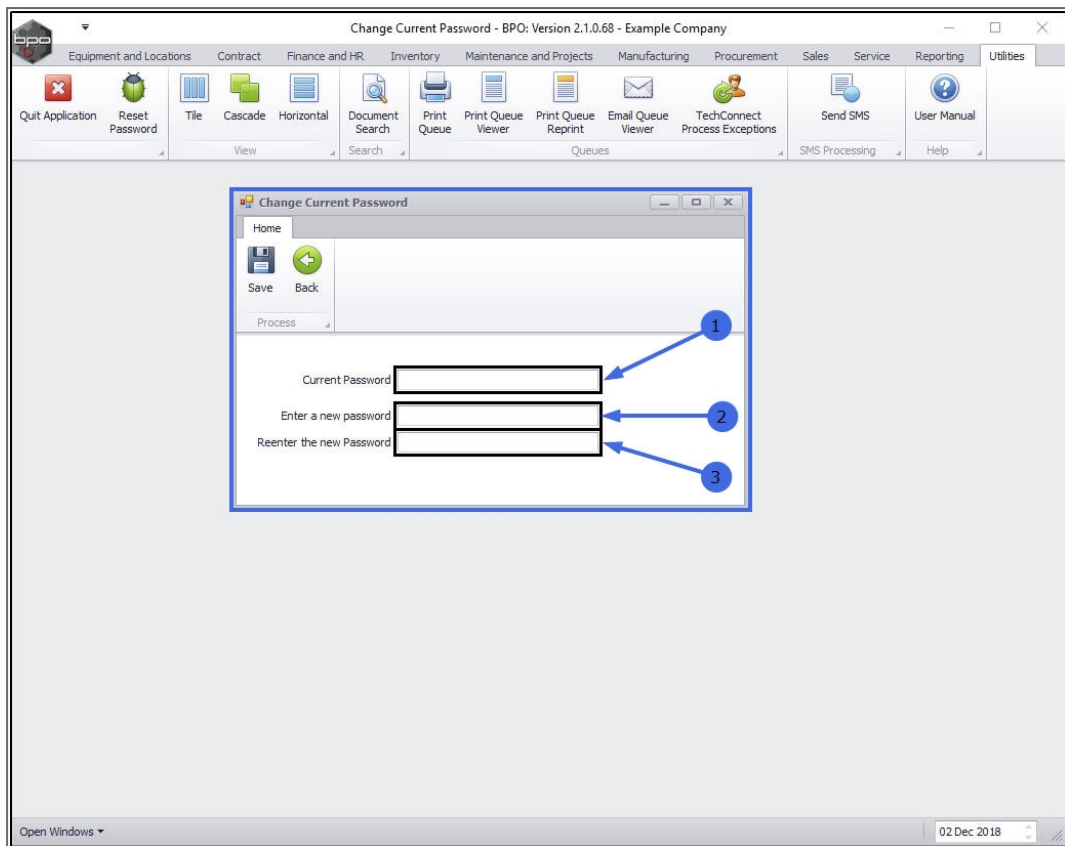 Change Current Password - BPO: Version 2.1.0.68 - Example Company
bpo
Equipment and Locations Contract Finance and HR Inventory Maintenance and Projects Manufacturing Procurement Sales Service Reporting Utilities
Quit Application
Reset Password
Tile
Cascade
Horizontal
Document Search
Print Queue
Print Queue Viewer
Print Queue Reprint
Email Queue Viewer
TechConnect Process Exceptions
Send SMS
User Manual
View Search Queues SMS Processing Help
Change Current Password
Home
Save Back
Process
1
Current Password
Enter a new password
2
Reenter the new Password
3
Open Windows
02 Dec 2018